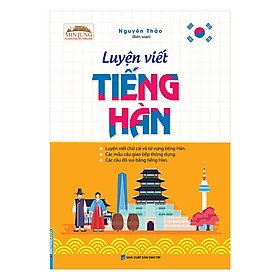 Nguyên Thảo
(Biên soạn)
MIN JUNG
Luyện viết
TIẾNG
HÀN
• Luyện viết chữ cái và từ vựng tiếng Hàn.
• Các mẫu câu giao tiếp thông dụng.
• Các câu đố vui bằng tiếng Hàn.
NHÀ XUẤT BẢN DÂN TRÍ